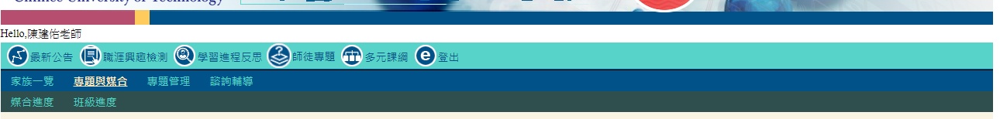 University of Technology
Hello,陳建佑老師
最新公告 職涯興趣檢測 學習進程反思 師徒專題 多元課綱 登出
家族一覽 專題與媒合 專題管理 諮詢輔導
媒合進度 班級進度